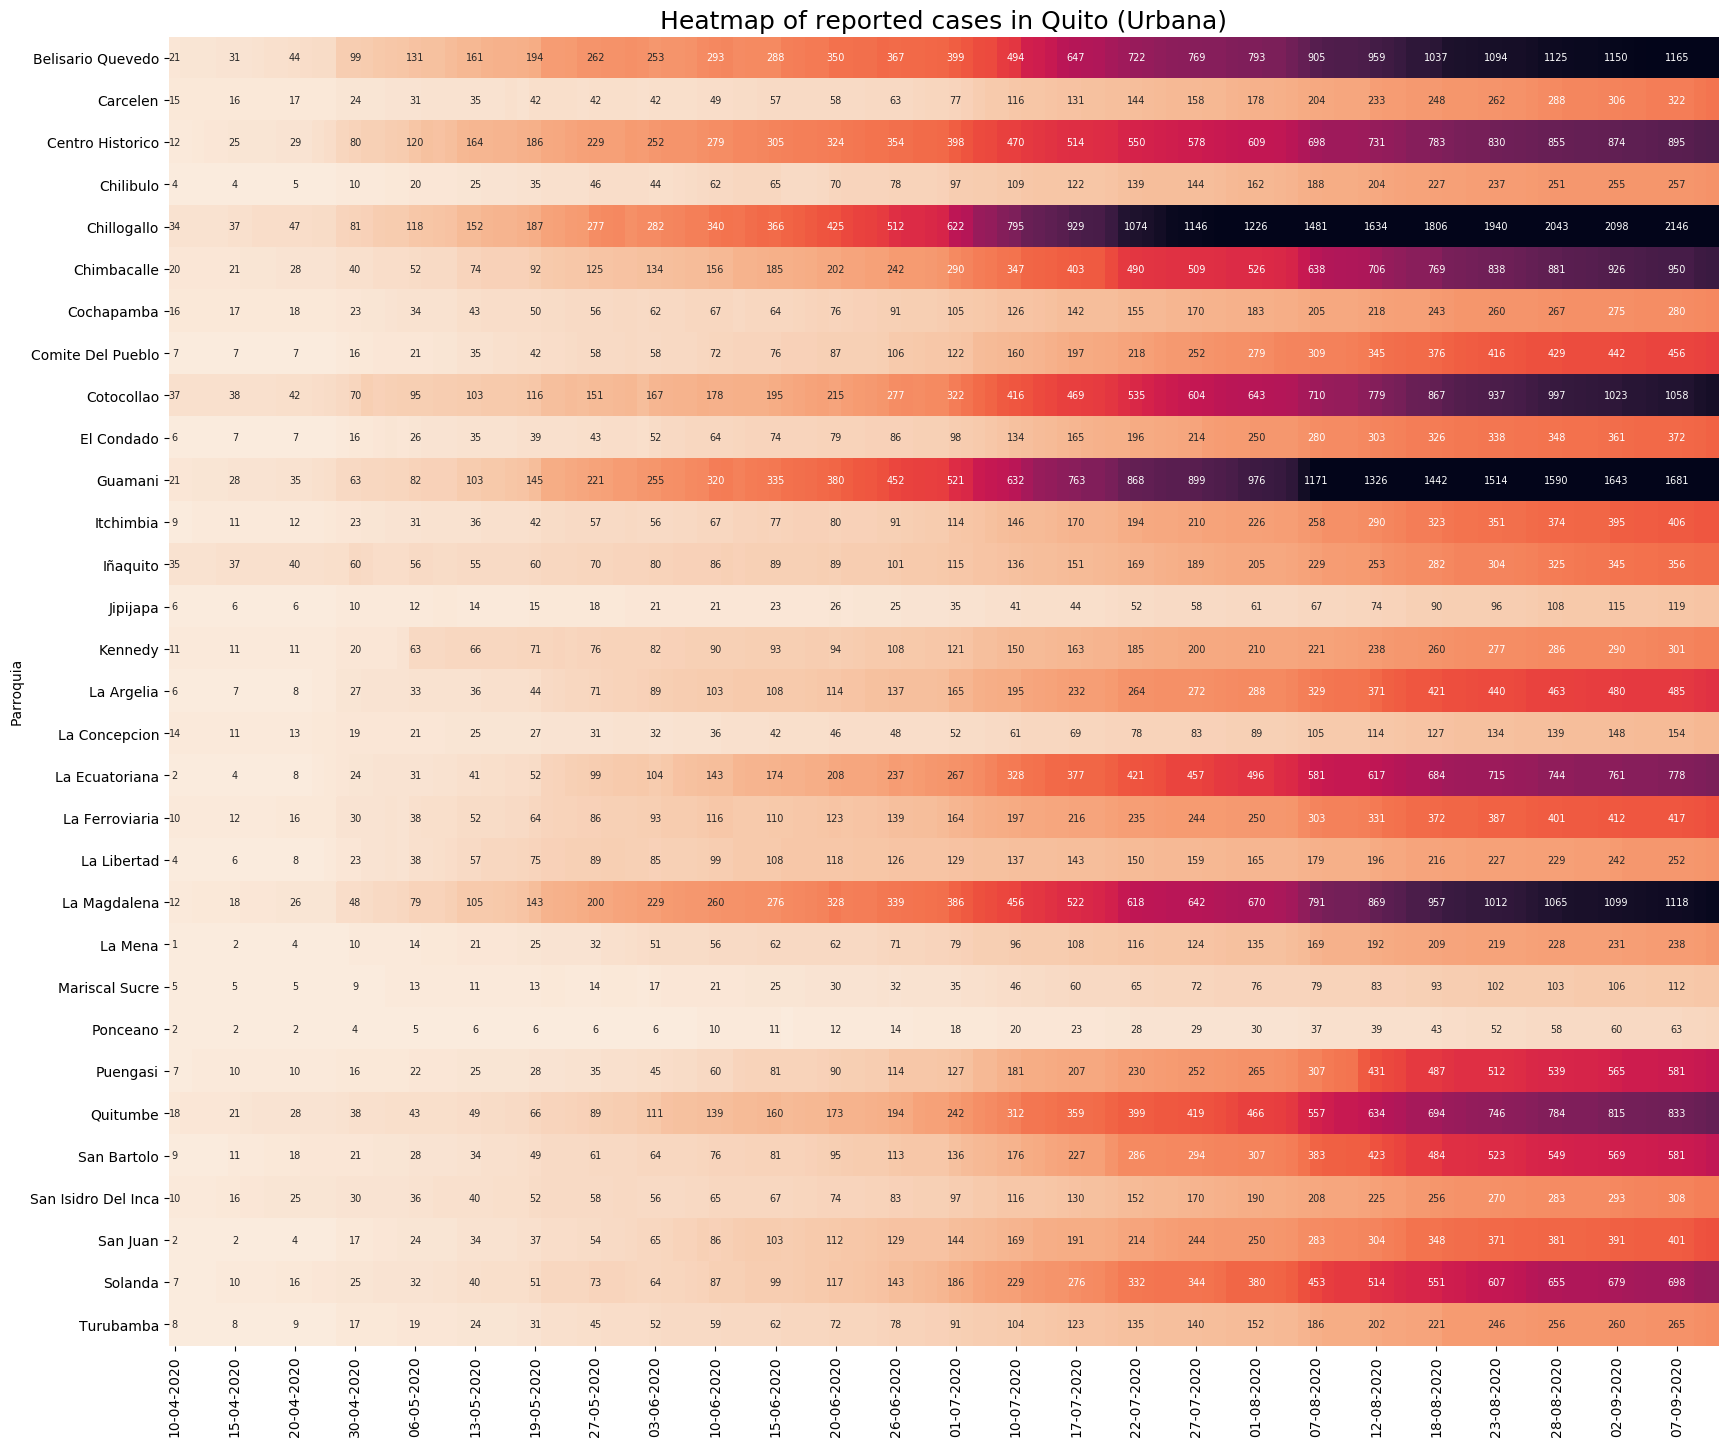 Heatmap of reported cases in Quito (Urbana)
Parroquia
Belisario Quevedo 21 31 44 99 131 161 194 262 253 293 288 350 367 399 494 647 722 769 793 905 959 1037 1094 1125 1150 1165
Carcelen 15 16 17 24 31 35 42 42 42 49 57 58 63 77 116 131 144 158 178 204 233 248 262 288 306 322
Centro Historico 12 25 29 80 120 164 186 229 252 279 305 324 354 398 470 514 550 578 609 698 731 783 830 855 874 895
Chilibulo 4 4 5 10 20 25 35 46 44 62 65 70 78 97 109 122 139 144 162 188 204 227 237 251 255 257
Chillogallo 34 37 47 81 118 152 187 277 282 340 366 425 512 622 795 929 1074 1146 1226 1481 1634 1806 1940 2043 2098 2146
Chimbacalle 20 21 28 40 52 74 92 125 134 156 185 202 242 290 347 403 490 509 526 638 706 769 838 881 926 950
Cochapamba 16 17 18 23 34 43 50 56 62 67 64 76 91 105 126 142 155 170 183 205 218 243 260 267 275 280
Comite Del Pueblo 7 7 7 16 21 35 42 58 58 72 76 87 106 122 160 197 218 252 279 309 345 376 416 429 442 456
Cotocollao 37 38 42 70 95 103 116 151 167 178 195 215 277 322 416 469 535 604 643 710 779 867 937 997 1023 1058
El Condado 6 7 7 16 26 35 39 43 52 64 74 79 86 98 134 165 196 214 250 280 303 326 338 348 361 372
Guamani 21 28 35 63 82 103 145 221 255 320 335 380 452 521 632 763 868 899 976 1171 1326 1442 1514 1590 1643 1681
Itchimbia 9 11 12 23 31 36 42 57 56 67 77 80 91 114 146 170 194 210 226 258 290 323 351 374 395 406
Iñaquito 35 37 40 60 56 55 60 70 80 86 89 89 101 115 136 151 169 189 205 229 253 282 304 325 345 356
Jipijapa 6 6 6 10 12 14 15 18 21 21 23 26 25 35 41 44 52 58 61 67 74 90 96 108 115 119
Kennedy 11 11 11 20 63 66 71 76 82 90 93 94 108 121 150 163 185 200 210 221 238 260 277 286 290 301
La Argelia 6 7 8 27 33 36 44 71 89 103 108 114 137 165 195 232 264 272 288 329 371 421 440 463 480 485
La Concepcion 14 11 13 19 21 25 27 31 32 36 42 46 48 52 61 69 78 83 89 105 114 127 134 139 148 154
La Ecuatoriana 2 4 8 24 31 41 52 99 104 143 174 208 237 267 328 377 421 457 496 581 617 684 715 744 761 778
La Ferroviaria 10 12 16 30 38 52 64 86 93 116 110 123 139 164 197 216 235 244 250 303 331 372 387 401 412 417
La Libertad 4 6 8 23 38 57 75 89 85 99 108 118 126 129 137 143 150 159 165 179 196 216 227 229 242 252
La Magdalena 12 18 26 48 79 105 143 200 229 260 276 328 339 386 456 522 618 642 670 791 869 957 1012 1065 1099 1118
La Mena 1 2 4 10 14 21 25 32 51 56 62 62 71 79 96 108 116 124 135 169 192 209 219 228 231 238
Mariscal Sucre 5 5 5 9 13 11 13 14 17 21 25 30 32 35 46 60 65 72 76 79 83 93 102 103 106 112
Ponceano 2 2 2 4 5 6 6 6 6 10 11 12 14 18 20 23 28 29 30 37 39 43 52 58 60 63
Puengasi 7 10 10 16 22 25 28 35 45 60 81 90 114 127 181 207 230 252 265 307 431 487 512 539 565 581
Quitumbe 18 21 28 38 43 49 66 89 111 139 160 173 194 242 312 359 399 419 466 557 634 694 746 784 815 833
San Bartolo 9 11 18 21 28 34 49 61 64 76 81 95 113 136 176 227 286 294 307 383 423 484 523 549 569 581
San Isidro Del Inca 10 16 25 30 36 40 52 58 56 65 67 74 83 97 116 130 152 170 190 208 225 256 270 283 293 308
San Juan 2 2 4 17 24 34 37 54 65 86 103 112 129 144 169 191 214 244 250 283 304 348 371 381 391 401
Solanda 7 10 16 25 32 40 51 73 64 87 99 117 143 186 229 276 332 344 380 453 514 551 607 655 679 698
Turubamba 8 8 9 17 19 24 31 45 52 59 62 72 78 91 104 123 135 140 152 186 202 221 246 256 260 265
10-04-2020 15-04-2020 20-04-2020 30-04-2020 06-05-2020 13-05-2020 19-05-2020 27-05-2020 03-06-2020 10-06-2020 15-06-2020 20-06-2020 26-06-2020 01-07-2020 10-07-2020 17-07-2020 22-07-2020 27-07-2020 01-08-2020 07-08-2020 12-08-2020 18-08-2020 23-08-2020 28-08-2020 02-09-2020 07-09-2020